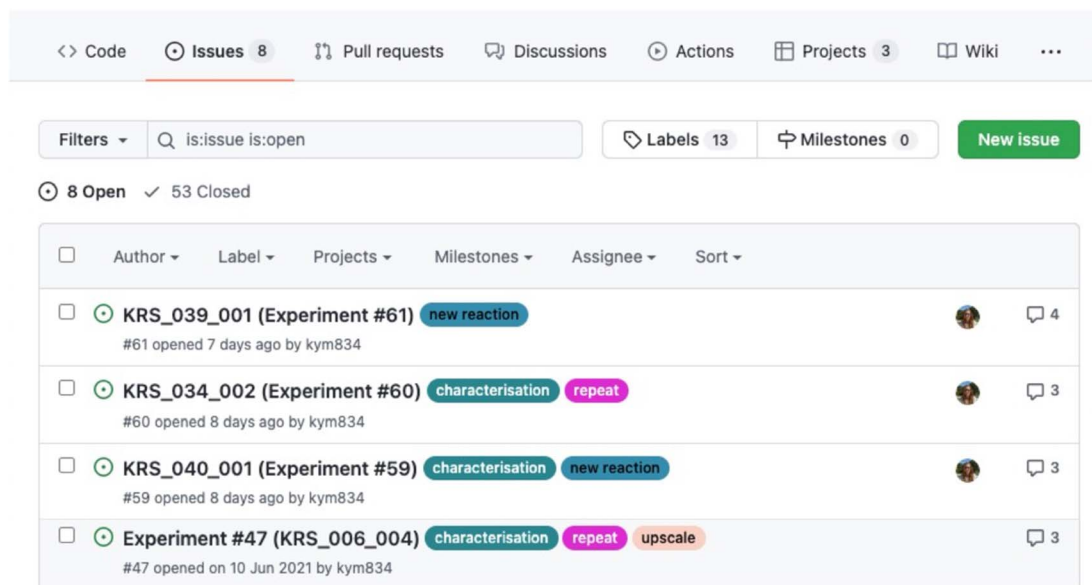 Code Issues 8 Pull requests Discussions Actions Projects 3 Wiki ...
Filters is:issue is:open Labels 13 Milestones 0 New issue
8 Open 53 Closed
Author Label Projects Milestones Assignee Sort
KRS_039_001 (Experiment #61) new reaction 4
#61 opened 7 days ago by kym834
KRS_034_002 (Experiment #60) characterisation repeat 3
#60 opened 8 days ago by kym834
KRS_040_001 (Experiment #59) characterisation new reaction 3
#59 opened 8 days ago by kym834
Experiment #47 (KRS_006_004) characterisation repeat upscale 3
#47 opened on 10 Jun 2021 by kym834